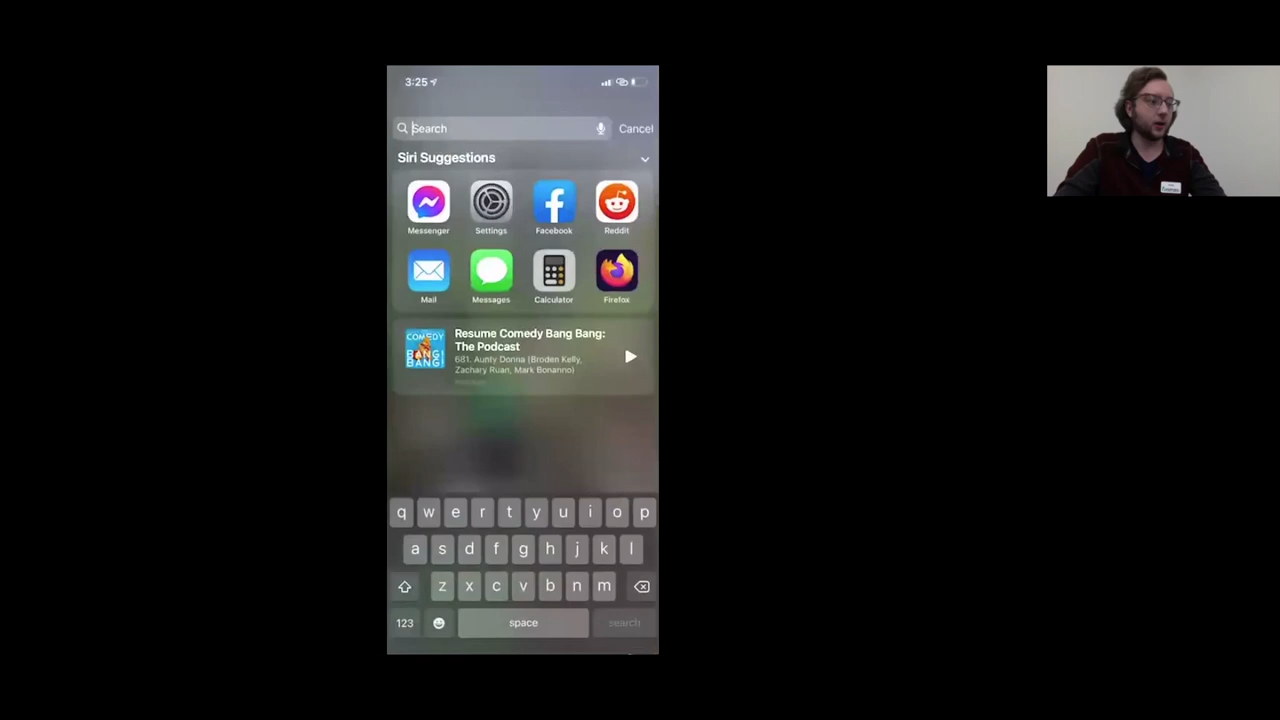 3:25
Search
Cancel
Siri Suggestions
Messenger
Settings
Facebook
Reddit
Mail
Messages
Calculator
Firefox
COMEDY
BANG!
BANG!
Resume Comedy Bang Bang:
The Podcast
681. Aunty Donna (Broden Kelly,
Zachary Ruan, Mark Bonanno)
q w e r t y u i o p
a s d f g h j k l
z x c v b n m
123
space
search